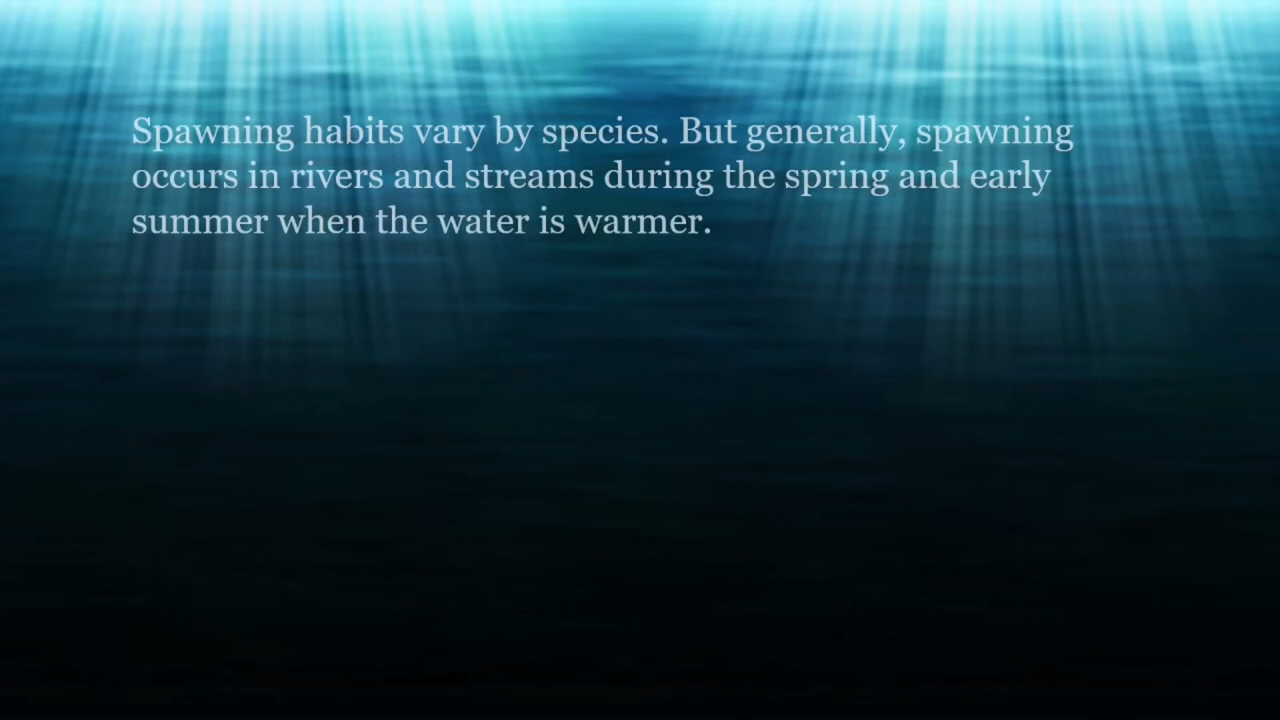 Spawning habits vary by species. But generally, spawning
occurs in rivers and streams during the spring and early
summer when the water is warmer.